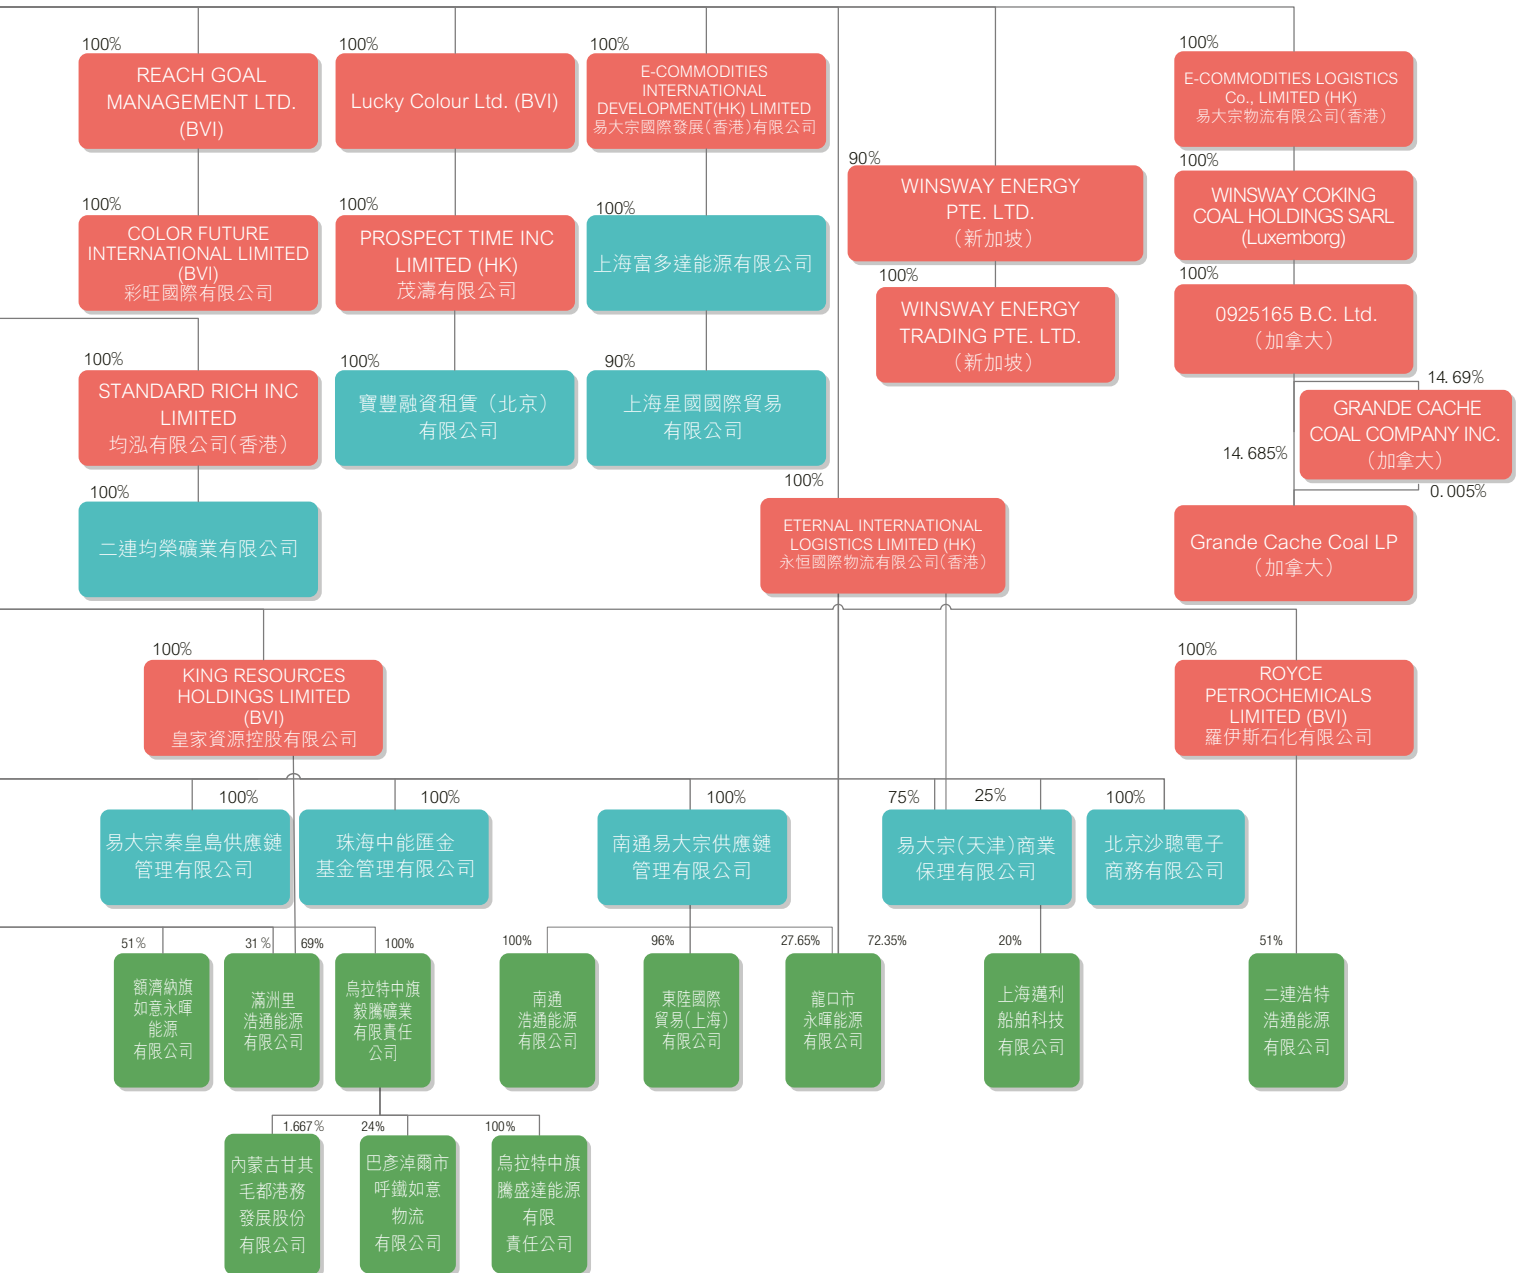 100%
REACH GOAL
MANAGEMENT LTD.
(BVI)
100%
Lucky Colour Ltd. (BVI)
100%
E-COMMODITIES
INTERNATIONAL
DEVELOPMENT(HK) LIMITED
易大宗國際發展(香港)有限公司
100%
E-COMMODITIES LOGISTICS
Co., LIMITED (HK)
易大宗物流有限公司(香港)
90%
WINSWAY ENERGY
PTE. LTD.
(新加坡)
100%
WINSWAY COKING
COAL HOLDINGS SARL
(Luxemborg)
100%
COLOR FUTURE
INTERNATIONAL LIMITED
(BVI)
彩旺國際有限公司
100%
PROSPECT TIME INC
LIMITED (HK)
茂濤有限公司
100%
上海富多達能源有限公司
100%
WINSWAY ENERGY
TRADING PTE. LTD.
(新加坡)
100%
0925165 B.C. Ltd.
(加拿大)
100%
STANDARD RICH INC
LIMITED
均泓有限公司(香港)
100%
寶豐融資租賃(北京)
有限公司
90%
上海星國國際貿易
有限公司
14.69%
GRANDE CACHE
COAL COMPANY INC.
(加拿大)
14.685%
0.005%
100%
二連均榮礦業有限公司
100%
ETERNAL INTERNATIONAL
LOGISTICS LIMITED (HK)
永恒國際物流有限公司(香港)
Grande Cache Coal LP
(加拿大)
100%
KING RESOURCES
HOLDINGS LIMITED
(BVI)
皇家資源控股有限公司
100%
ROYCE
PETROCHEMICALS
LIMITED (BVI)
羅伊斯石化有限公司
100%
易大宗秦皇島供應鏈
管理有限公司
100%
珠海中能匯金
基金管理有限公司
100%
南通易大宗供應鏈
管理有限公司
75%
25%
易大宗(天津)商業
保理有限公司
100%
北京沙聰電子
商務有限公司
51%
額濟納旗
如意永暉
能源
有限公司
31%
69%
滿洲里
浩通能源
有限公司
100%
烏拉特中旗
毅騰礦業
有限責任
公司
100%
南通
浩通能源
有限公司
96%
東陸國際
貿易(上海)
有限公司
27.65%
72.35%
龍口市
永暉能源
有限公司
20%
上海邁利
船舶科技
有限公司
51%
二連浩特
浩通能源
有限公司
1.667%
內蒙古甘其
毛都港務
發展股份
有限公司
24%
巴彥淖爾市
呼鐵如意
物流
有限公司
100%
烏拉特中旗
騰盛達能源
有限
責任公司